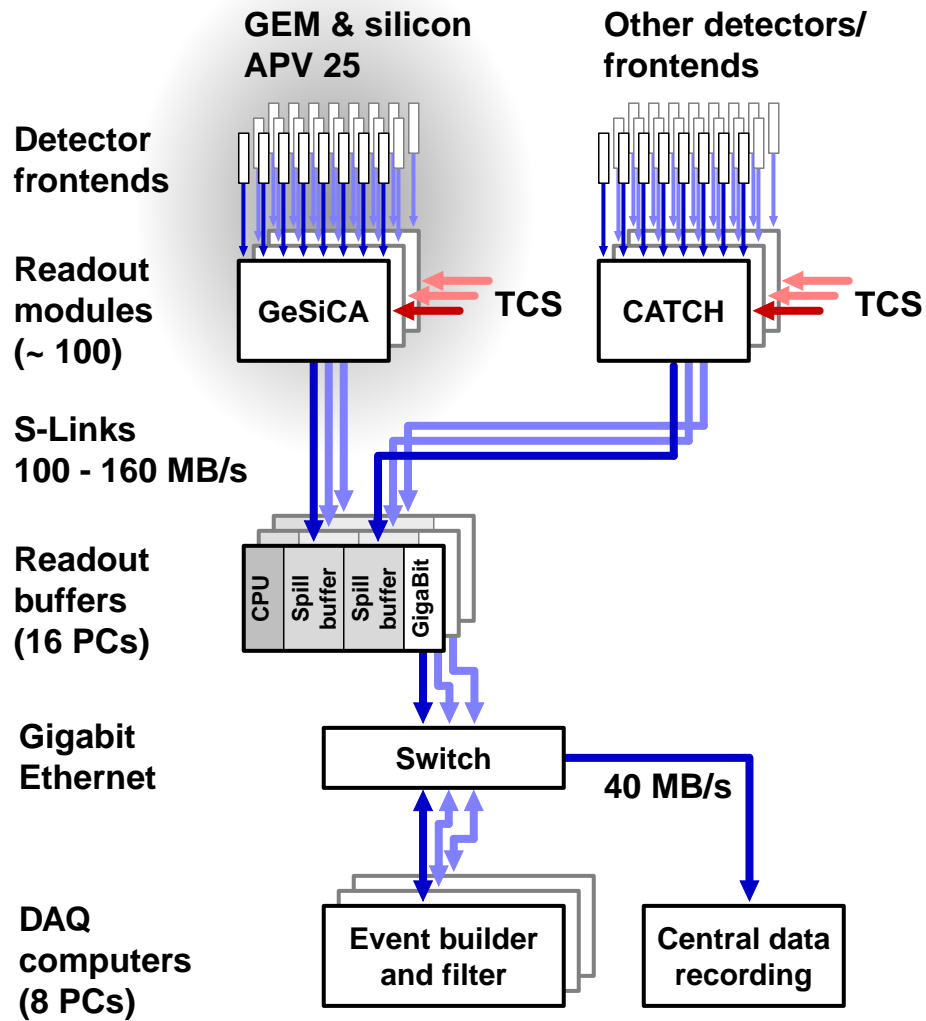 GEM & silicon
APV 25
Other detectors/
frontends
Detector
frontends
Readout
modules
(~ 100)
GeSiCA
TCS
CATCH
TCS
S-Links
100 - 160 MB/s
Readout
buffers
(16 PCs)
CPU
Spill
buffer
Spill
buffer
GigaBit
Gigabit
Ethernet
Switch
40 MB/s
DAQ
computers
(8 PCs)
Event builder
and filter
Central data
recording